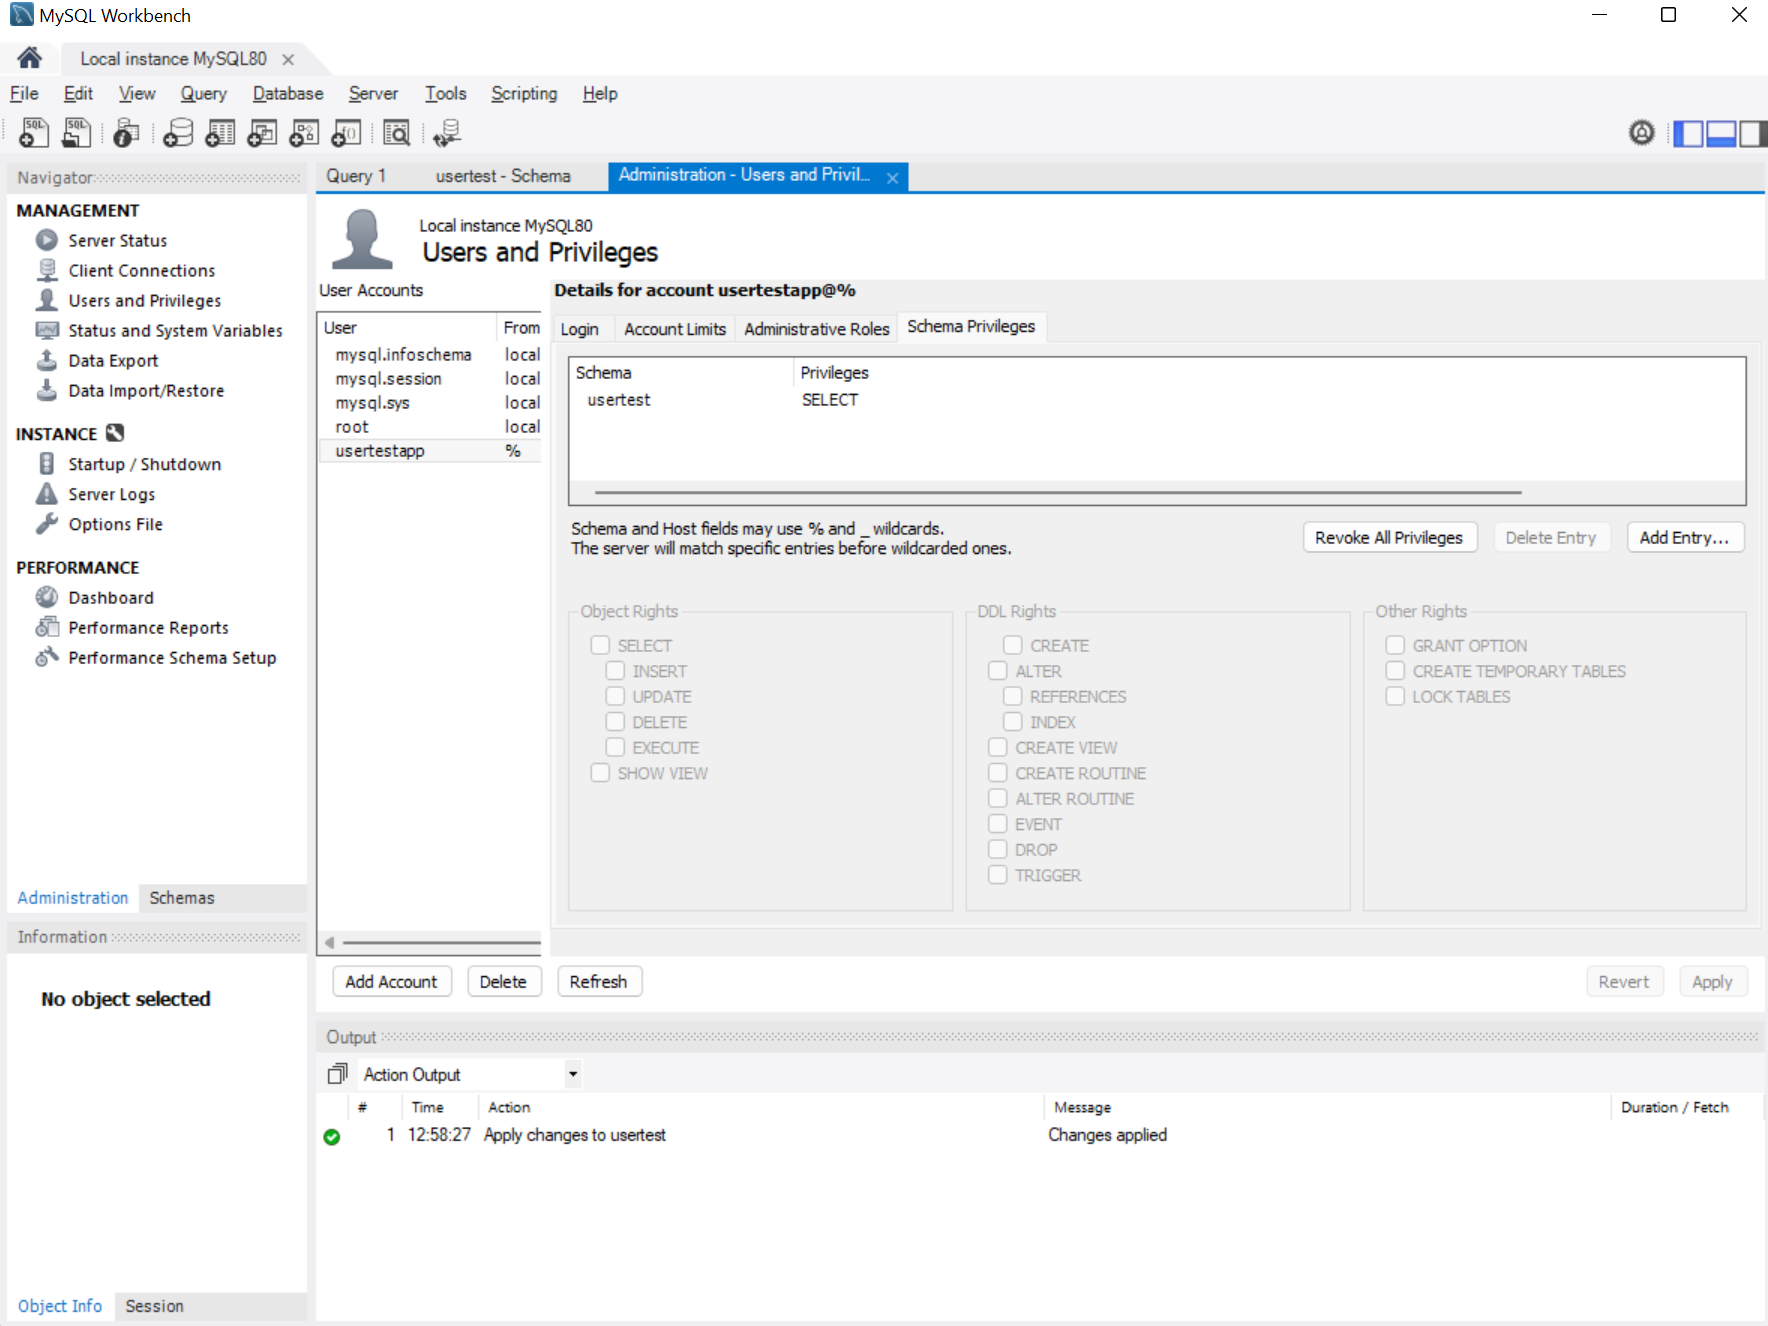 MySQL Workbench
Local instance MySQL80
File Edit View Query Database Server Tools Scripting Help
Navigator
MANAGEMENT
Server Status
Client Connections
Users and Privileges
Status and System Variables
Data Export
Data Import/Restore
INSTANCE
Startup / Shutdown
Server Logs
Options File
PERFORMANCE
Dashboard
Performance Reports
Performance Schema Setup
Administration Schemas
Information
No object selected
Object Info Session
Query 1 usertest - Schema Administration - Users and Privil...
Local instance MySQL80
Users and Privileges
User Accounts
User From
mysql.infoschema local
mysql.session local
mysql.sys local
root local
usertestapp %
Details for account usertestapp@%
Login Account Limits Administrative Roles Schema Privileges
Schema Privileges
usertest SELECT
Schema and Host fields may use % and _ wildcards.
The server will match specific entries before wildcarded ones.
Revoke All Privileges Delete Entry Add Entry...
Object Rights
SELECT
INSERT
UPDATE
DELETE
EXECUTE
SHOW VIEW
DDL Rights
CREATE
ALTER
REFERENCES
INDEX
CREATE VIEW
CREATE ROUTINE
ALTER ROUTINE
EVENT
DROP
TRIGGER
Other Rights
GRANT OPTION
CREATE TEMPORARY TABLES
LOCK TABLES
Add Account Delete Refresh Revert Apply
Output
Action Output
# Time Action Message Duration / Fetch
1 12:58:27 Apply changes to usertest Changes applied